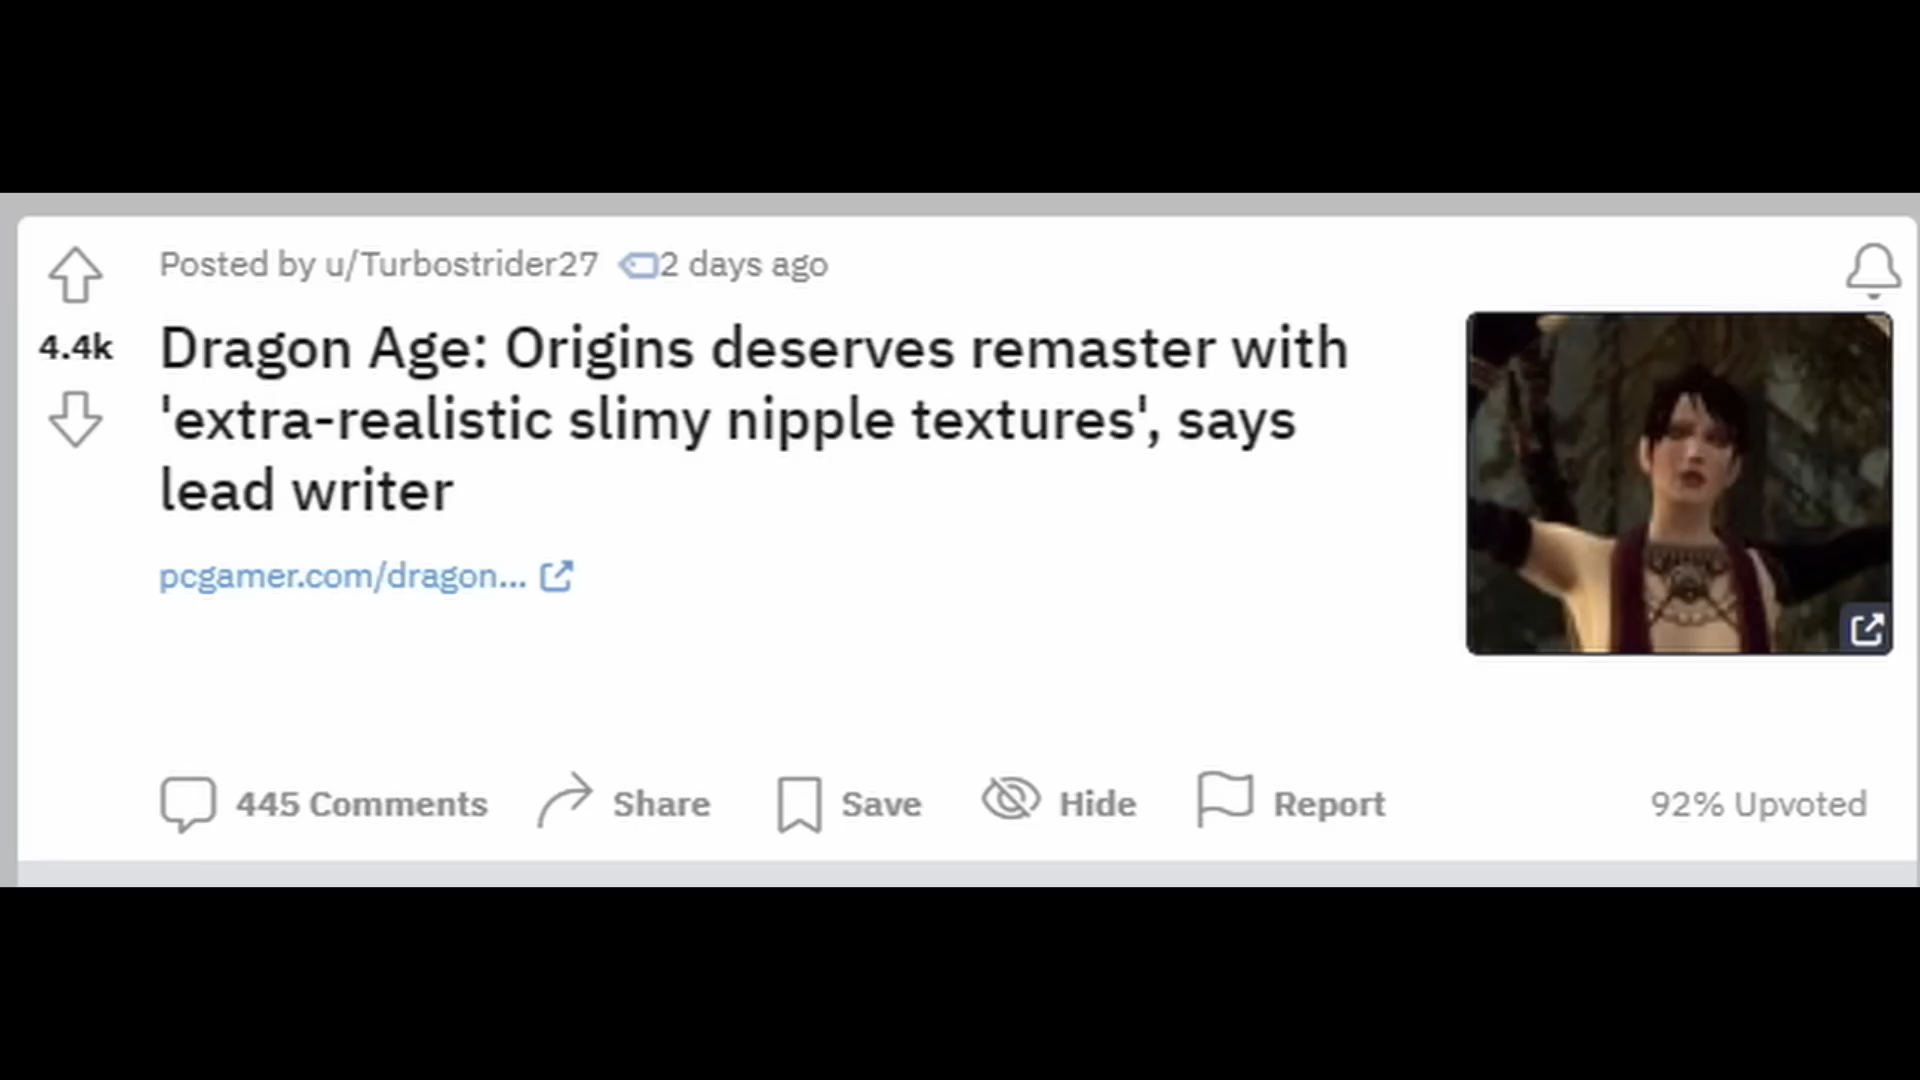 Posted by u/Turbostrider27 2 days ago
4.4k
Dragon Age: Origins deserves remaster with
'extra-realistic slimy nipple textures', says
lead writer
pcgamer.com/dragon...
445 Comments Share Save Hide Report 92% Upvoted